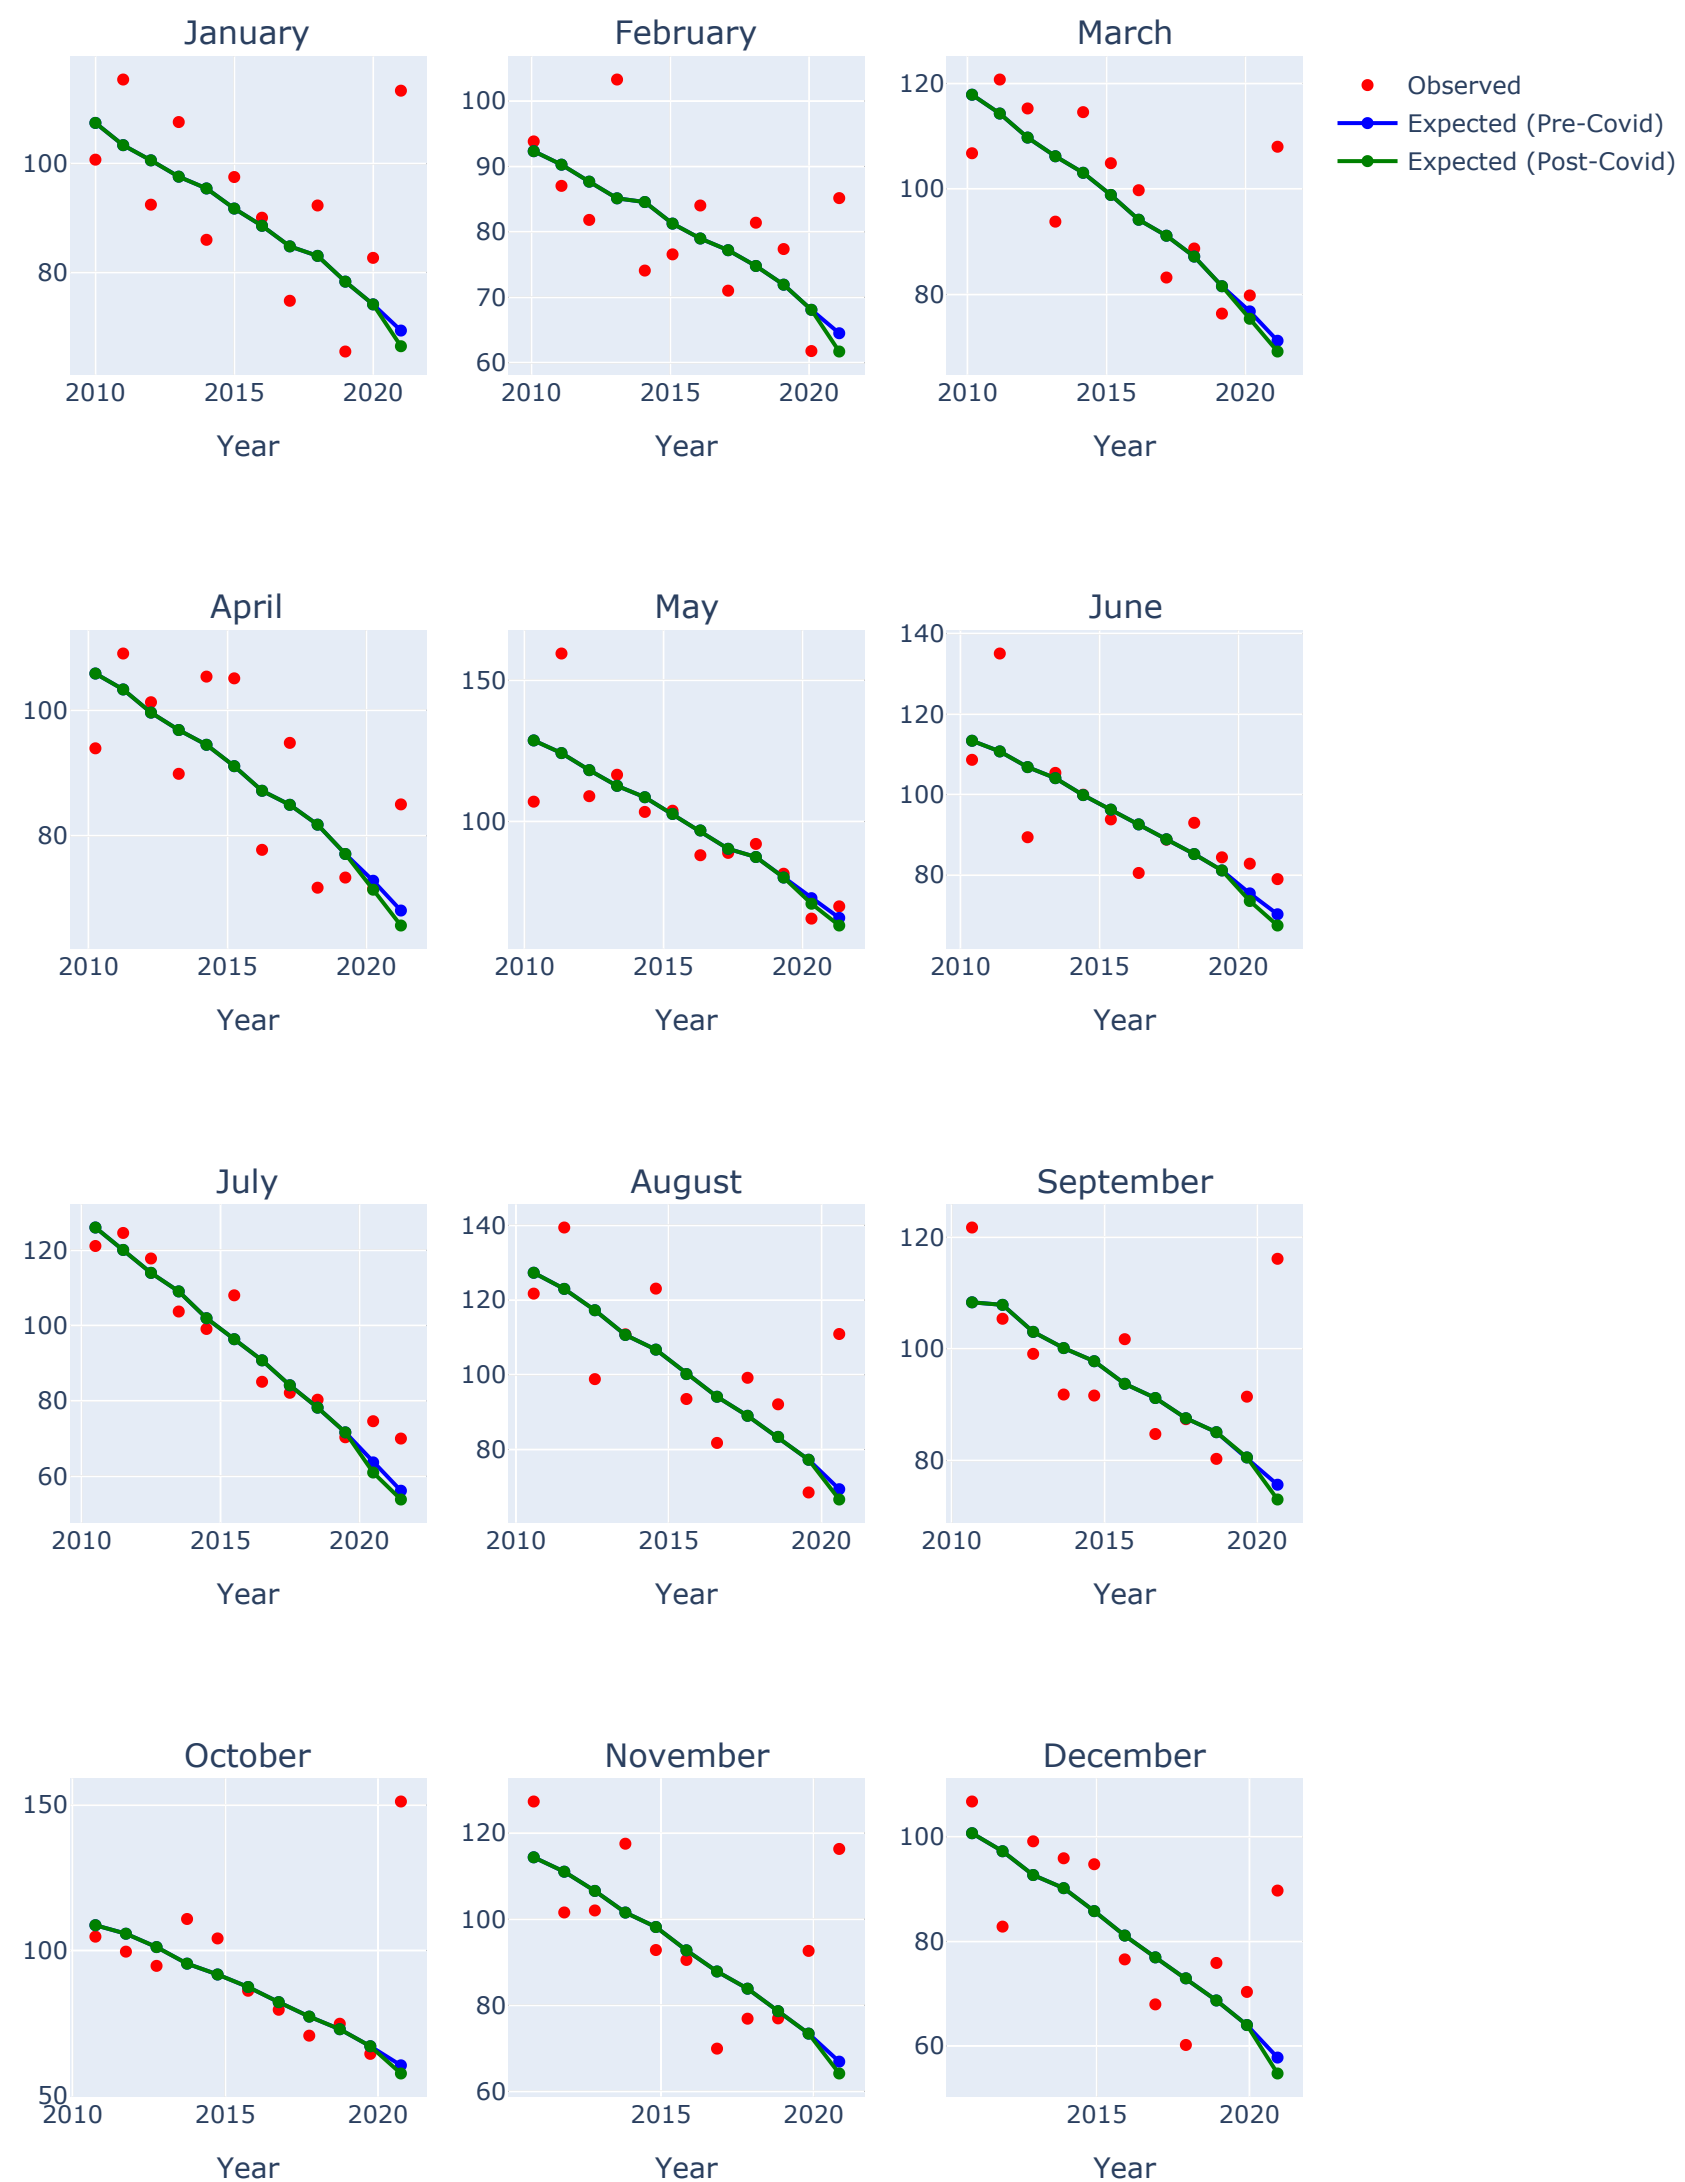 January
February
March
Observed
Expected (Pre-Covid)
Expected (Post-Covid)
100
80
2010
2015
2020
Year
100
90
80
70
60
2010
2015
2020
Year
120
100
80
2010
2015
2020
Year
April
May
June
100
80
2010
2015
2020
Year
150
100
2010
2015
2020
Year
140
120
100
80
2010
2015
2020
Year
July
August
September
120
100
80
60
2010
2015
2020
Year
140
120
100
80
2010
2015
2020
Year
120
100
80
2010
2015
2020
Year
October
November
December
150
100
50
2010
2015
2020
Year
120
100
80
60
2015
2020
Year
100
80
60
2015
2020
Year